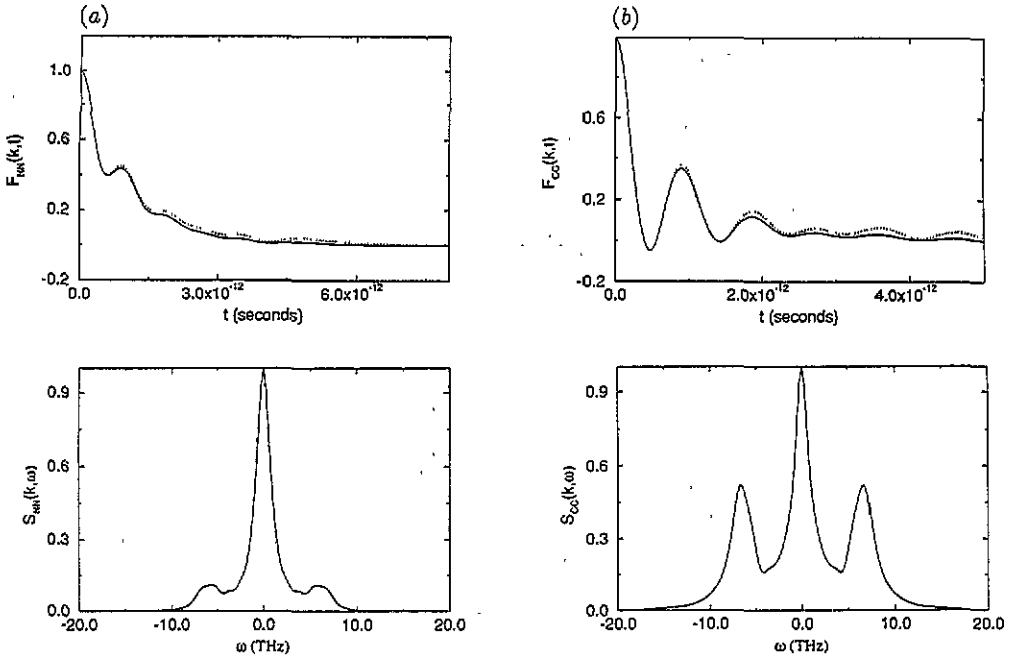 (a)
F_NN(k,t)
1.0
0.6
0.2
-0.2
0.0
3.0x10^-12
6.0x10^-12
t (seconds)
(b)
F_CC(k,t)
0.6
0.2
-0.2
0.0
2.0x10^-12
4.0x10^-12
t (seconds)
S_NN(k,ω)
0.9
0.6
0.3
0.0
-20.0
-10.0
0.0
10.0
20.0
ω (THz)
S_CC(k,ω)
0.9
0.6
0.3
0.0
-20.0
-10.0
0.0
10.0
20.0
ω (THz)